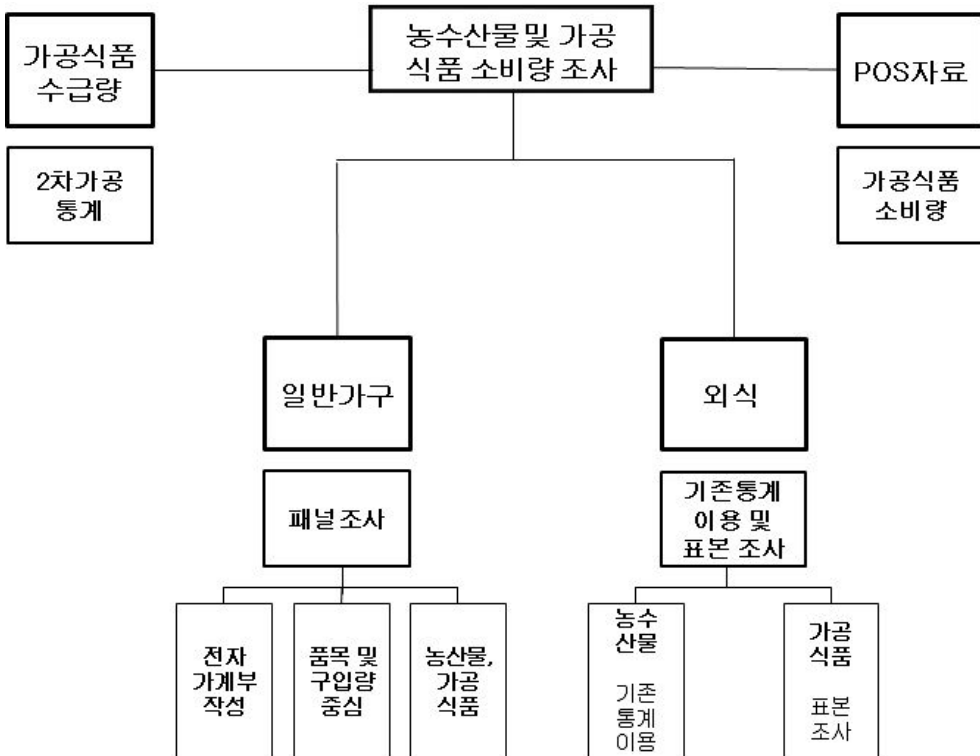 가공식품
수급량
농수산물 및 가공
식품 소비량 조사
POS자료
2차가공
통계
가공식품
소비량
일반가구
외식
패널조사
기존통계
이용 및
표본 조사
전자
가계부
작성
품목 및
구입량
중심
농산물,
가공
식품
농수
산물
기존
통계
이용
가공
식품
표본
조사